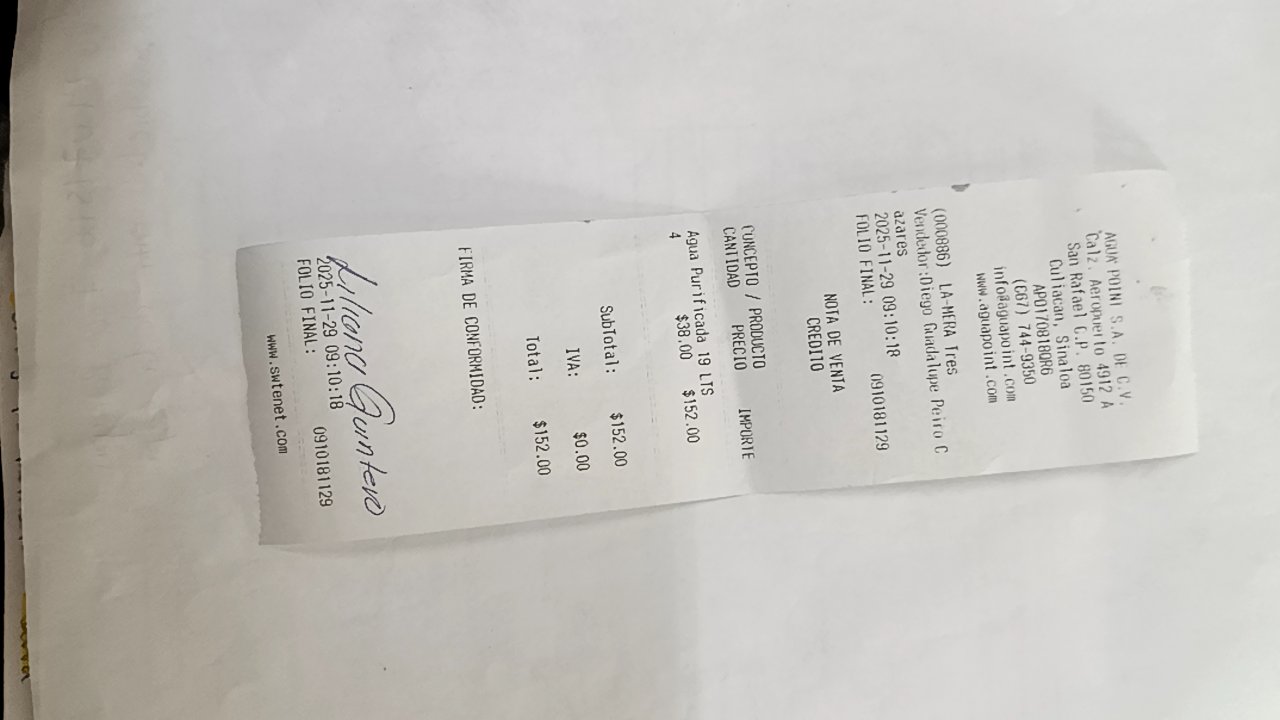 AGUA POINT S.A. DE C.V.
Calz. Aeropuerto 4912 A
San Rafael C.P. 80150
Culiacan, Sinaloa
APO170918QR6
(667) 744-9350
info@aguapoint.com
www.aguapoint.com
(000886) LA-MERA Tres
Vendedor:Diego Guadalupe Peiro C
azares
2025-11-29 09:10:18 0910181129
FOLIO FINAL:
NOTA DE VENTA
CREDITO
CONCEPTO / PRODUCTO
CANTIDAD PRECIO IMPORTE
Agua Purificada 19 LTS
4 $38.00 $152.00
SubTotal: $152.00
IVA: $0.00
Total: $152.00
FIRMA DE CONFORMIDAD:
Liliana Quintero
2025-11-29 09:10:18 0910181129
FOLIO FINAL:
www.swtenet.com